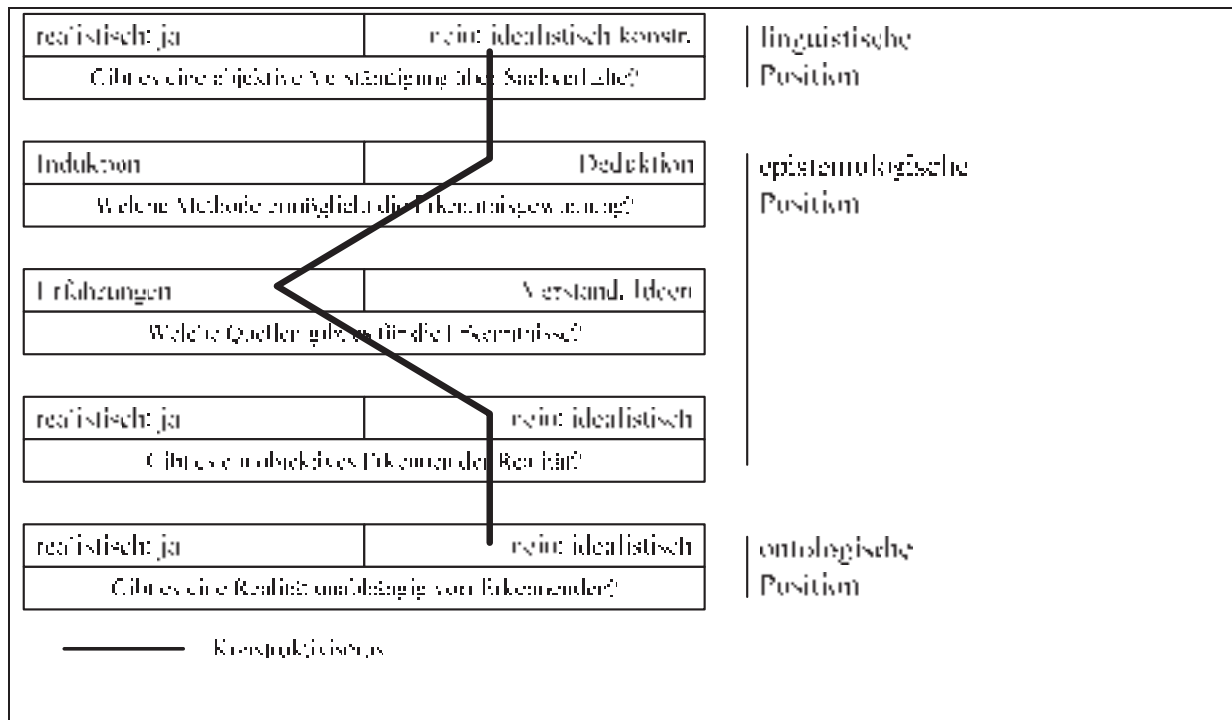 realistisch: ja nein: idealistisch konstr.
Gibt es eine objektive Verständigung über Sachverhalte?
linguistische
Position
Induktion Deduktion
Welche Methode ermöglicht die Erkenntnisgewinnung?
epistemologische
Position
Erfahrungen Verstand, Ideen
Welche Quellen gibt es für die Erkenntnisse?
realistisch: ja nein: idealistisch
Gibt es ein objektives Erkennen der Realität?
realistisch: ja nein: idealistisch
Gibt es eine Realität unabhängig vom Erkennenden?
ontologische
Position
Konstruktivismus